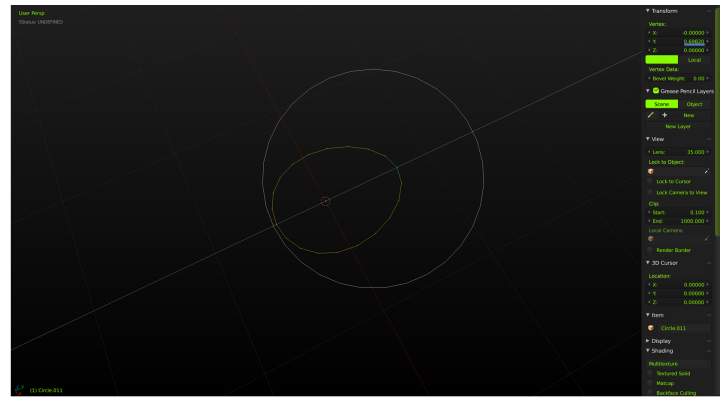 User Persp
SStatus: UNDEFINED
(1) Circle.011
Transform
Vertex:
X: -0.00000
Y: 0.69820
Z: 0.00000
Local
Vertex Data:
Bevel Weight: 0.00
Grease Pencil Layers
Scene Object
New
New Layer
View
Lens: 35.000
Lock to Object:
Lock to Cursor
Lock Camera to View
Clip:
Start: 0.100
End: 1000.000
Local Camera:
Render Border
3D Cursor
Location:
X: 0.00000
Y: 0.00000
Z: 0.00000
Item
Circle.011
Display
Shading
Multitexture
Textured Solid
Matcap
Backface Culling